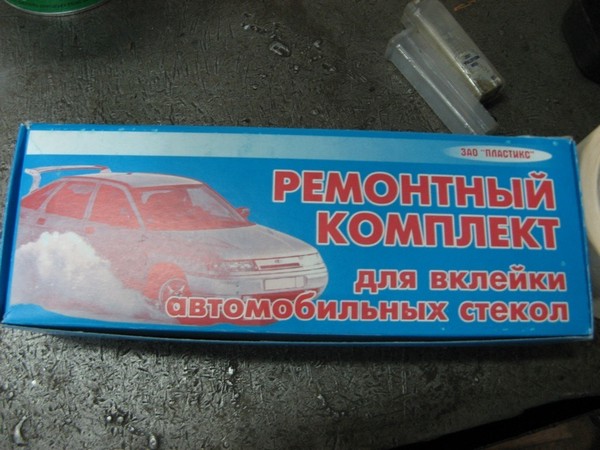 ЗАО "ПЛАСТИКС"
РЕМОНТНЫЙ
КОМПЛЕКТ
для вклейки
автомобильных стекол